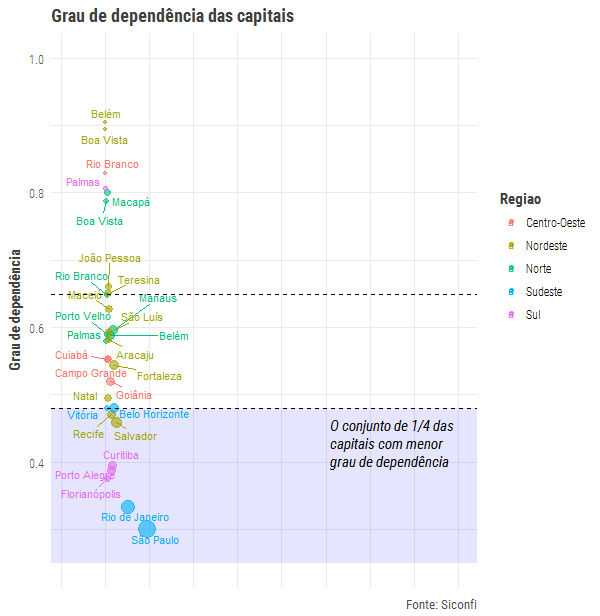 Grau de dependência das capitais
Grau de dependência
1.0
0.8
0.6
0.4
Belém
Boa Vista
Rio Branco
Palmas
Macapá
Boa Vista
João Pessoa
Rio Branco
Teresina
Maceió
Manaus
Porto Velho
São Luís
Palmas
Belém
Cuiabá
Aracaju
Campo Grande
Fortaleza
Natal
Goiânia
Vitória
Belo Horizonte
Recife
Salvador
Curitiba
Porto Alegre
Florianópolis
Rio de Janeiro
São Paulo
O conjunto de 1/4 das
capitais com menor
grau de dependência
Regiao
Centro-Oeste
Nordeste
Norte
Sudeste
Sul
Fonte: Siconfi